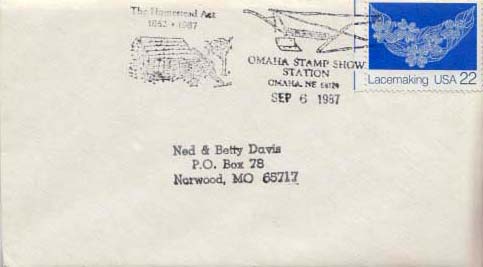 The Homestead Act
1862 • 1987
OMAHA STAMP SHOW
STATION
OMAHA, NE
SEP 6 1987
Lacemaking USA 22
Ned & Betty Davis
P.O. Box 78
Norwood, MO 65717